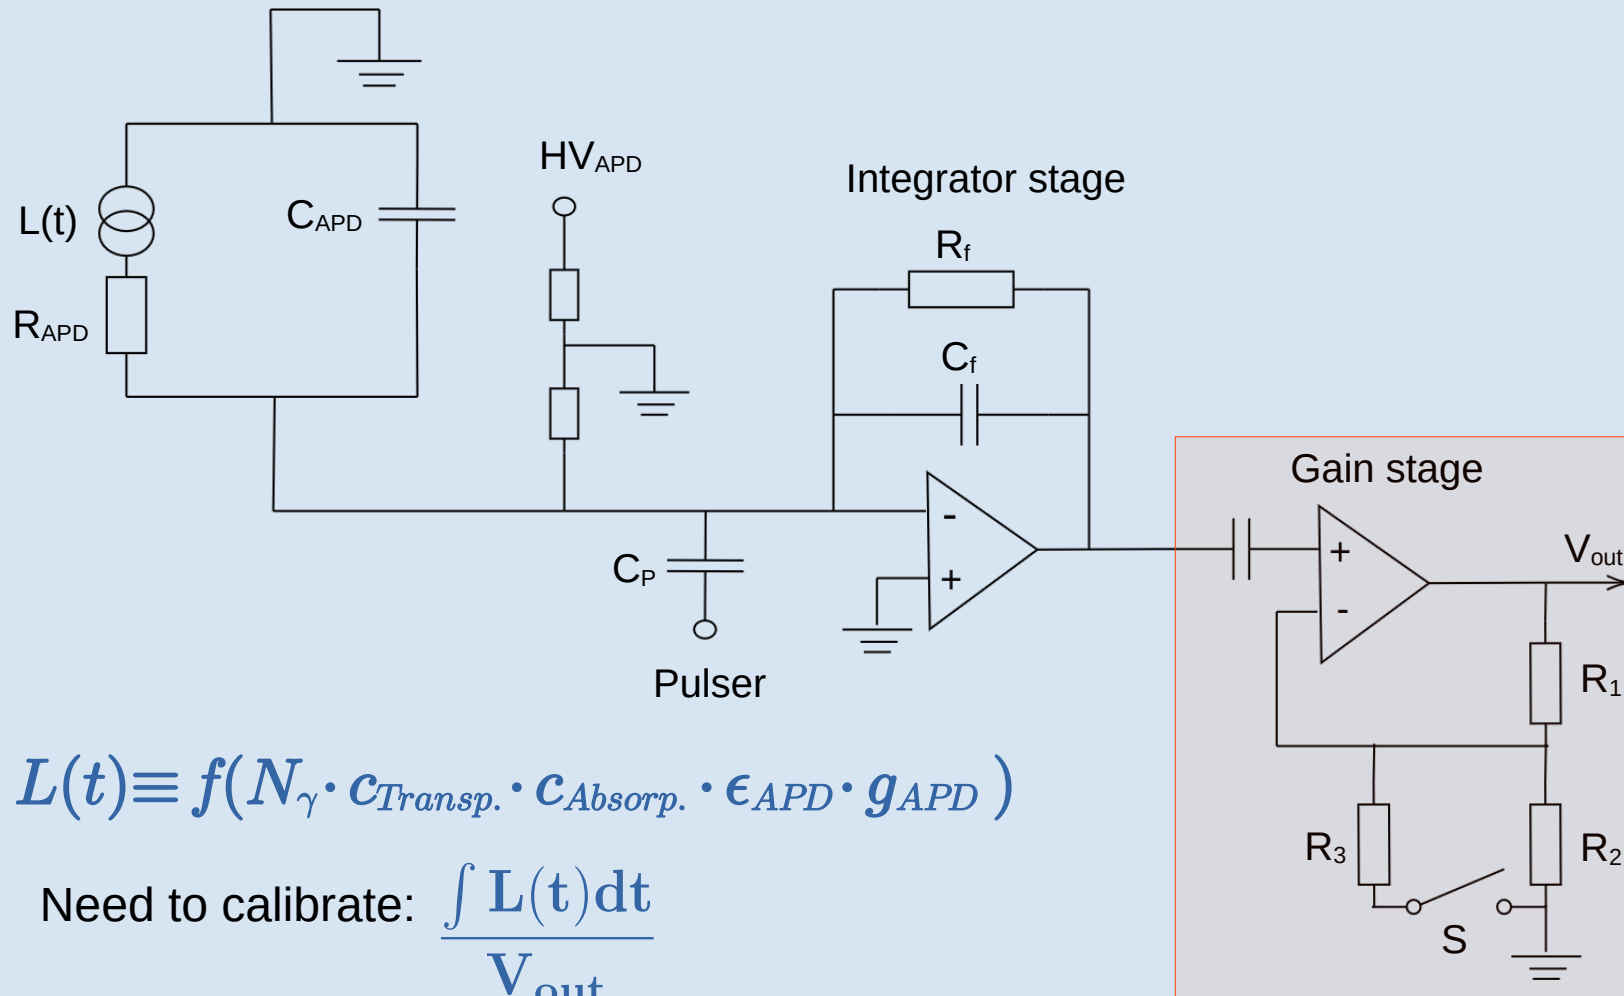 HV_APD
Integrator stage
L(t)
C_APD
R_f
R_APD
C_f
Gain stage
-
+
C_P
+
-
V_out
Pulser
R_1
L(t)≡ f(N_γ · c_Transp. · c_Absorp. · ϵ_APD · g_APD )
R_3
R_2
Need to calibrate: ∫ L(t)dt
V_out
S